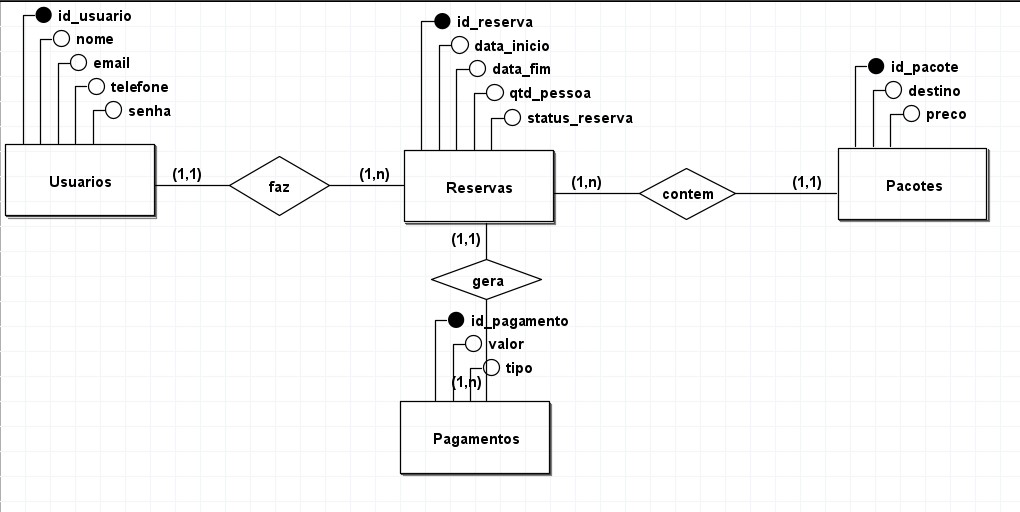 id_usuario
nome
email
telefone
senha
Usuarios
(1,1)
faz
(1,n)
id_reserva
data_inicio
data_fim
qtd_pessoa
status_reserva
Reservas
(1,n)
contem
(1,1)
id_pacote
destino
preco
Pacotes
(1,1)
gera
id_pagamento
valor
tipo
(1,n)
Pagamentos